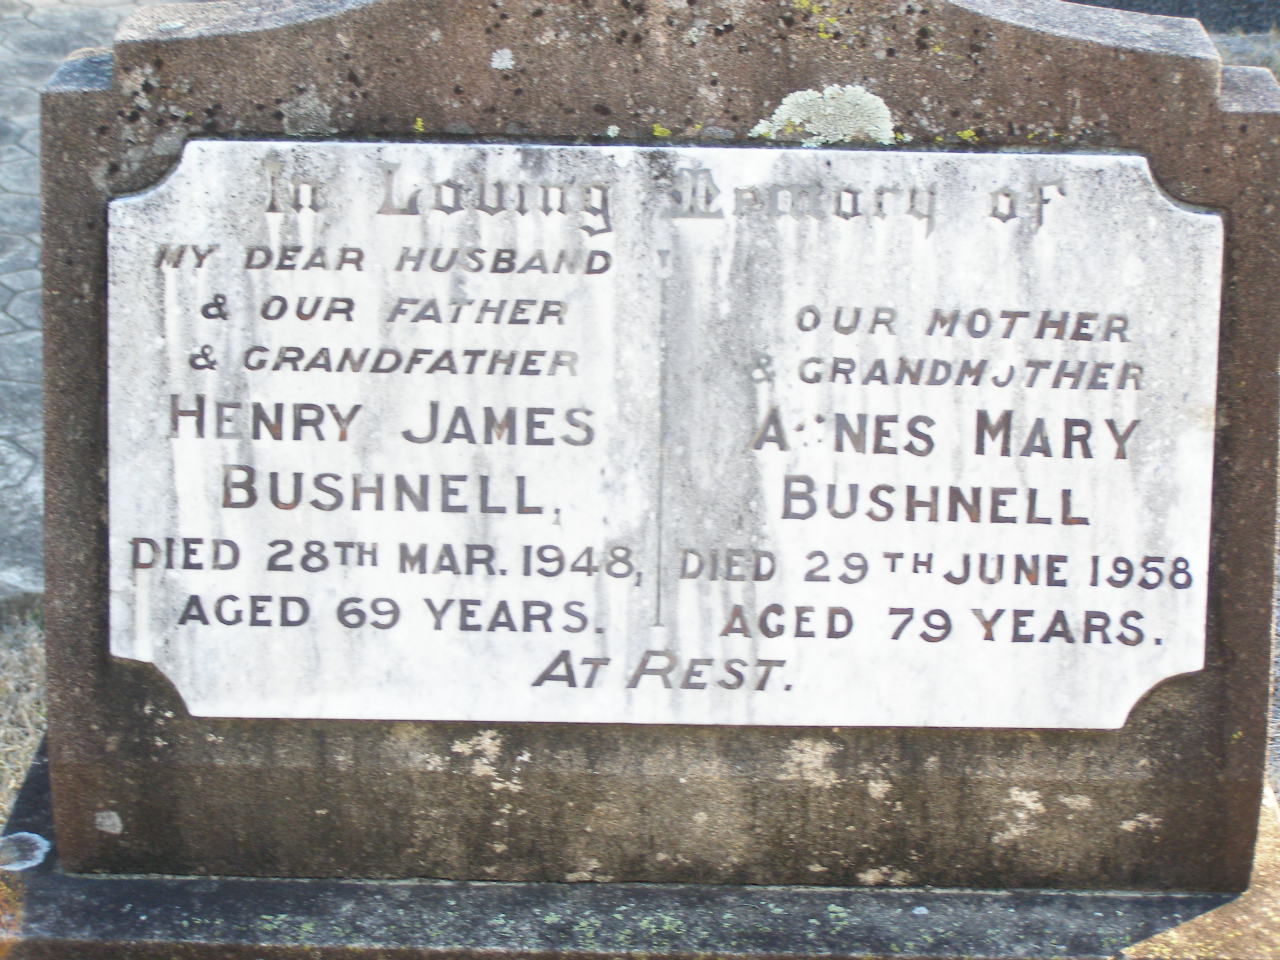 In Loving Memory of
MY DEAR HUSBAND
& OUR FATHER
& GRANDFATHER
HENRY JAMES
BUSHNELL,
DIED 28TH MAR. 1948,
AGED 69 YEARS.
OUR MOTHER
& GRANDMOTHER
AGNES MARY
BUSHNELL
DIED 29TH JUNE 1958
AGED 79 YEARS.
AT REST.